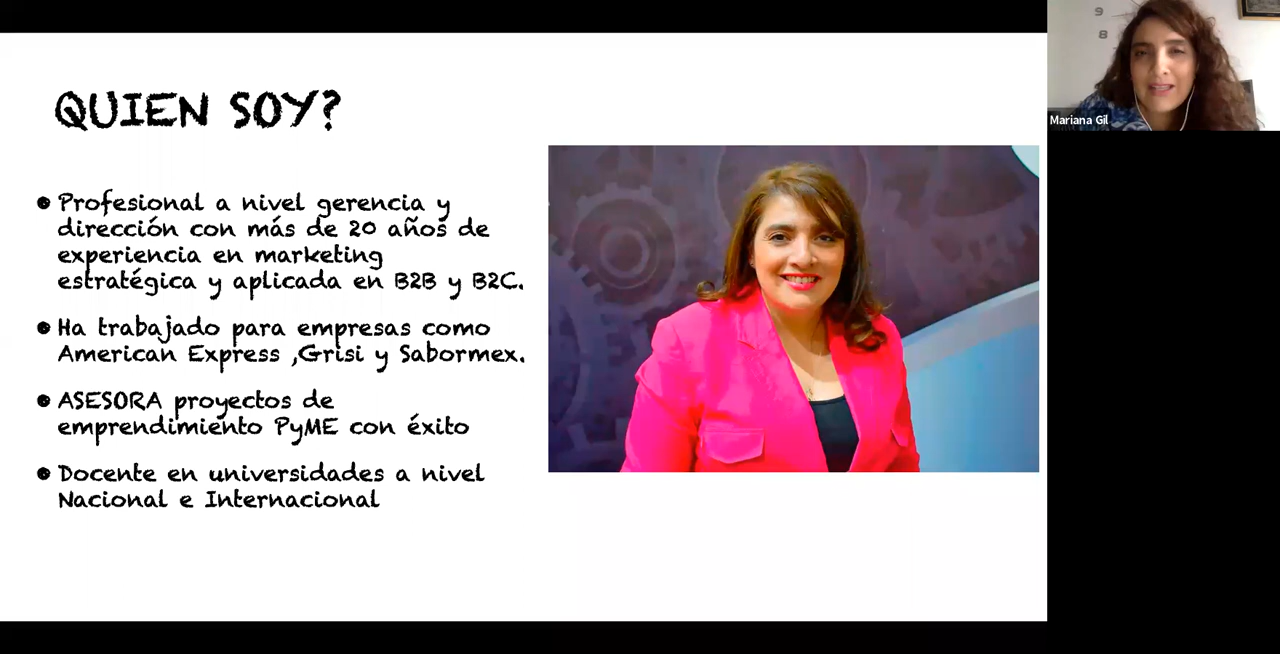 QUIEN SOY?
Profesional a nivel gerencia y
dirección con más de 20 años de
experiencia en marketing
estratégica y aplicada en B2B y B2C.
Ha trabajado para empresas como
American Express ,Grisi y Sabormex.
ASESORA proyectos de
emprendimiento PyME con éxito
Docente en universidades a nivel
Nacional e Internacional
9
8
Mariana Gil